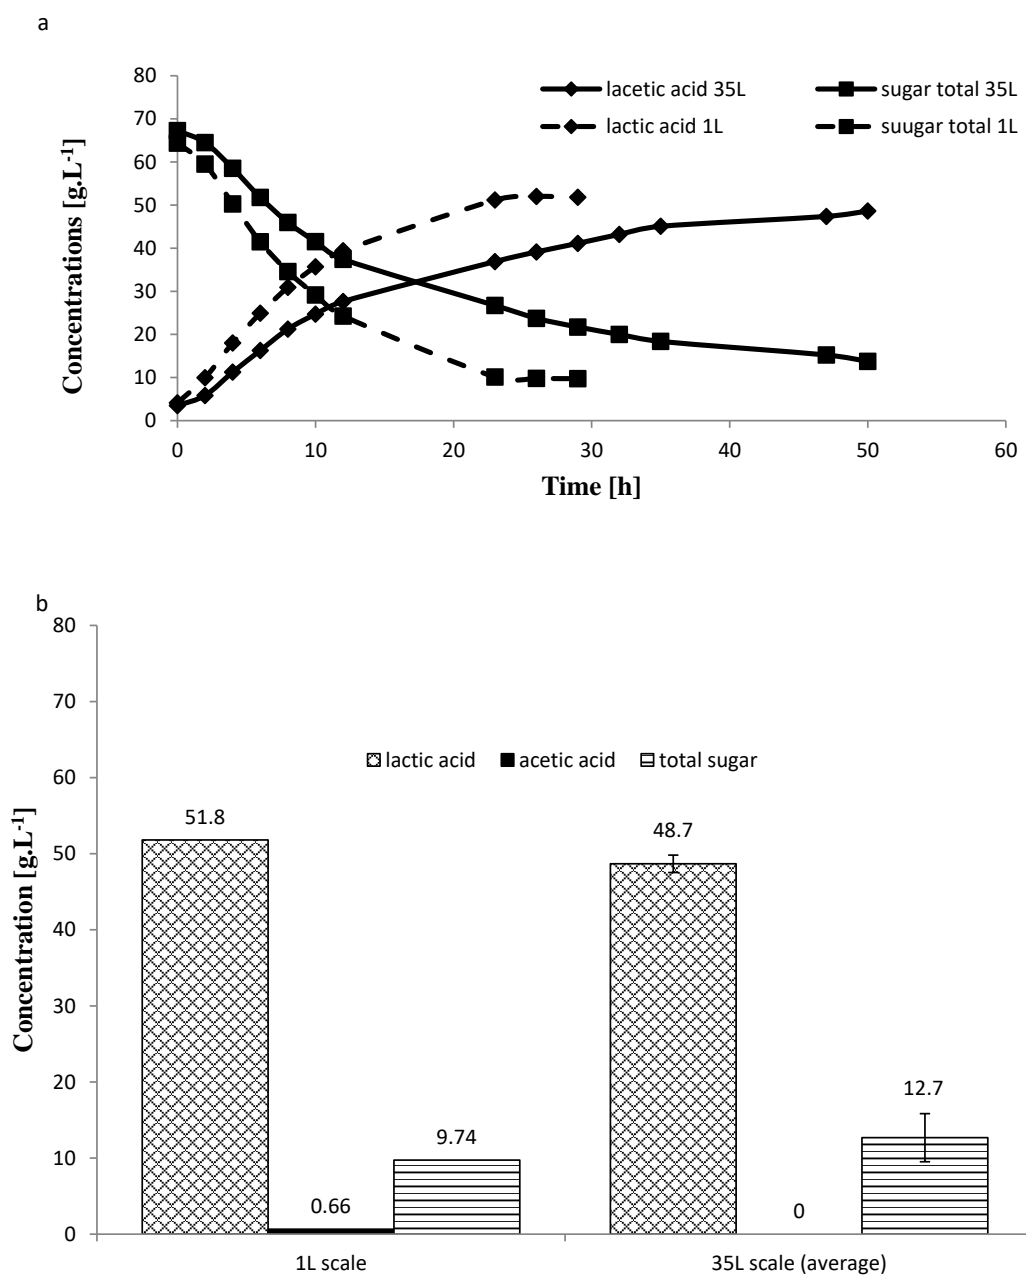 a
80
70
60
50
40
30
20
10
0
Concentrations [g.L-1]
lacetic acid 35L
sugar total 35L
lactic acid 1L
suugar total 1L
0 10 20 30 40 50 60
Time [h]
b
80
70
60
50
40
30
20
10
0
Concentration [g.L-1]
lactic acid acetic acid total sugar
51.8
0.66
9.74
48.7
0
12.7
1L scale
35L scale (average)